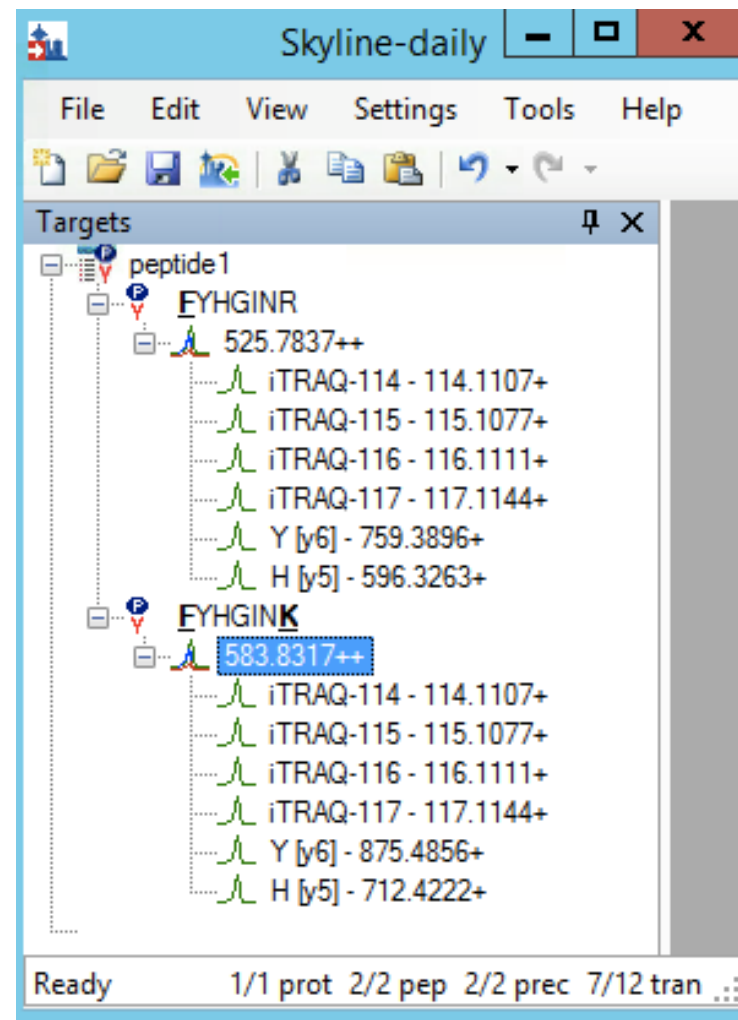 Skyline-daily
File Edit View Settings Tools Help
Targets
peptide1
FYHGINR
525.7837++
iTRAQ-114 - 114.1107+
iTRAQ-115 - 115.1077+
iTRAQ-116 - 116.1111+
iTRAQ-117 - 117.1144+
Y [y6] - 759.3896+
H [y5] - 596.3263+
FYHGINK
583.8317++
iTRAQ-114 - 114.1107+
iTRAQ-115 - 115.1077+
iTRAQ-116 - 116.1111+
iTRAQ-117 - 117.1144+
Y [y6] - 875.4856+
H [y5] - 712.4222+
Ready 1/1 prot 2/2 pep 2/2 prec 7/12 tran